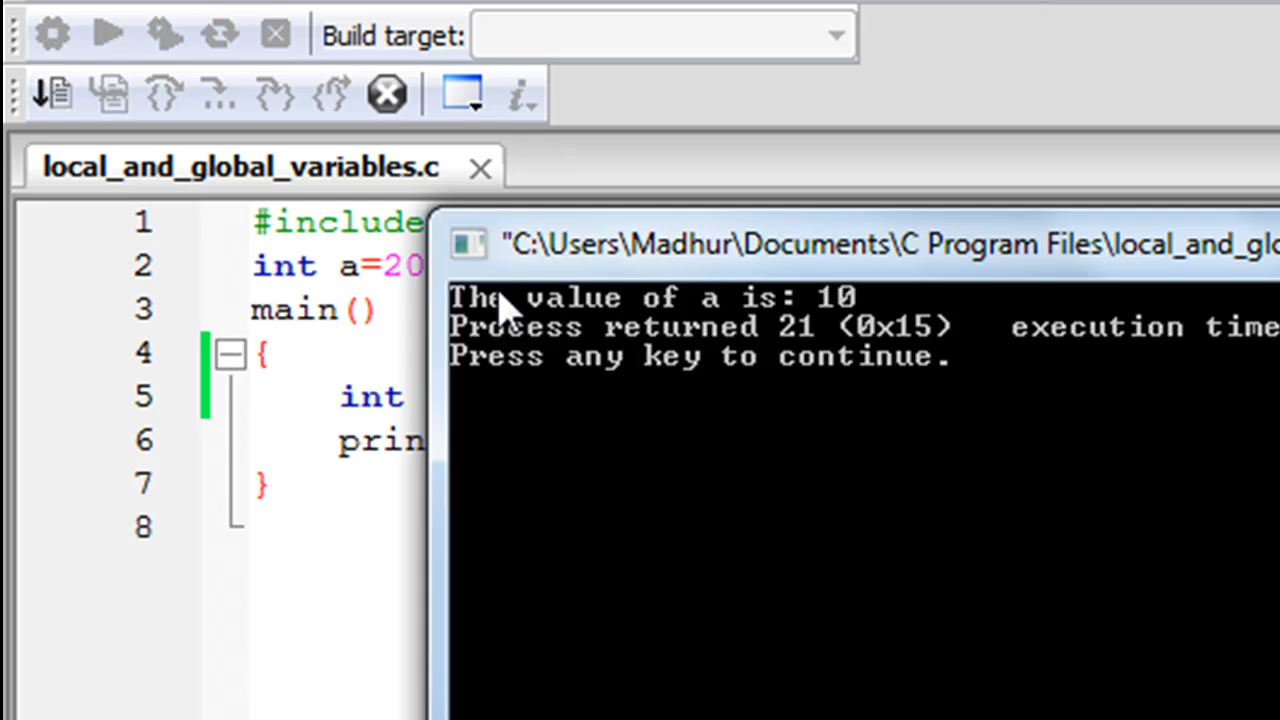 Build target:
local_and_global_variables.c
1 #include
2 int a=20
3 main()
4 {
5 int
6 prin
7 }
8
"C:\Users\Madhur\Documents\C Program Files\local_and_glo
The value of a is: 10
Process returned 21 (0x15) execution time
Press any key to continue.